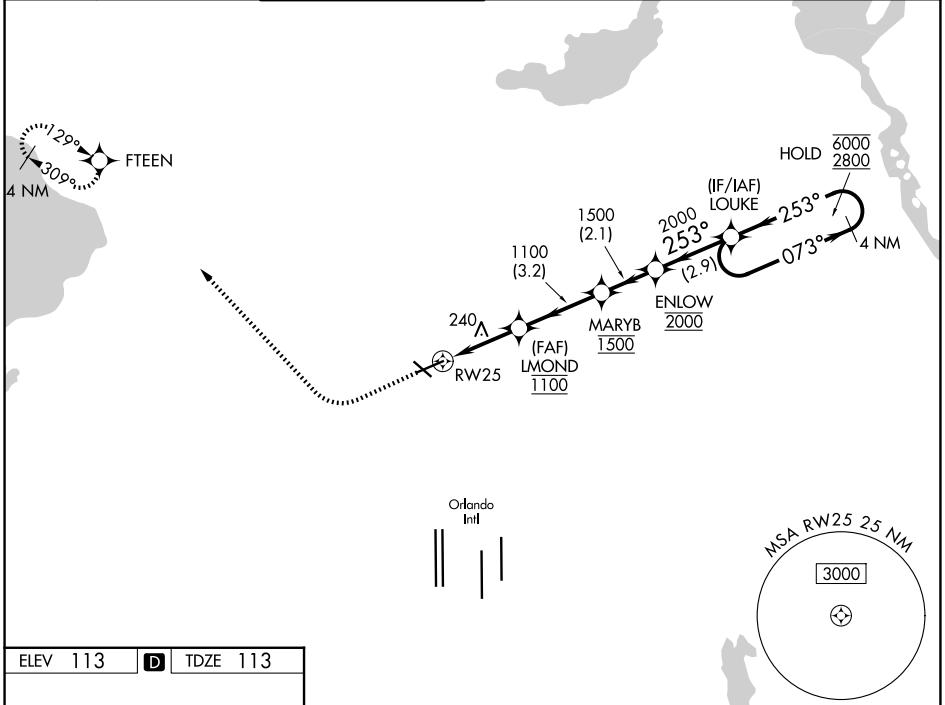 129°
309°
4 NM
FTEEN
HOLD
6000
2800
(IF/IAF)
LOUKE
253°
073°
4 NM
2000
253°
(2.9)
1500
(2.1)
1100
(3.2)
ENLOW
2000
MARYB
1500
240
(FAF)
LMOND
1100
RW25
Orlando
Intl
MSA RW25 25 NM
3000
ELEV 113 D TDZE 113